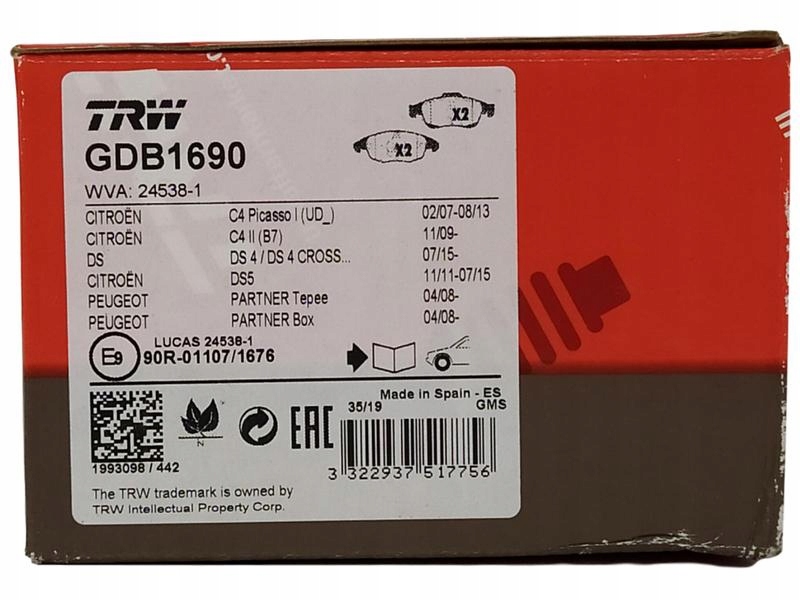 TRW
X2
X2
GDB1690
WVA: 24538-1
CITROËN C4 Picasso I (UD_) 02/07-08/13
CITROËN C4 II (B7) 11/09-
DS DS 4 / DS 4 CROSS... 07/15-
CITROËN DS5 11/11-07/15
PEUGEOT PARTNER Tepee 04/08-
PEUGEOT PARTNER Box 04/08-
LUCAS 24538-1
E9 90R-01107/1676
Made in Spain - ES
35/19 GMS
N
EAC
1993098 / 442
3 322937 517756
The TRW trademark is owned by
TRW Intellectual Property Corp.